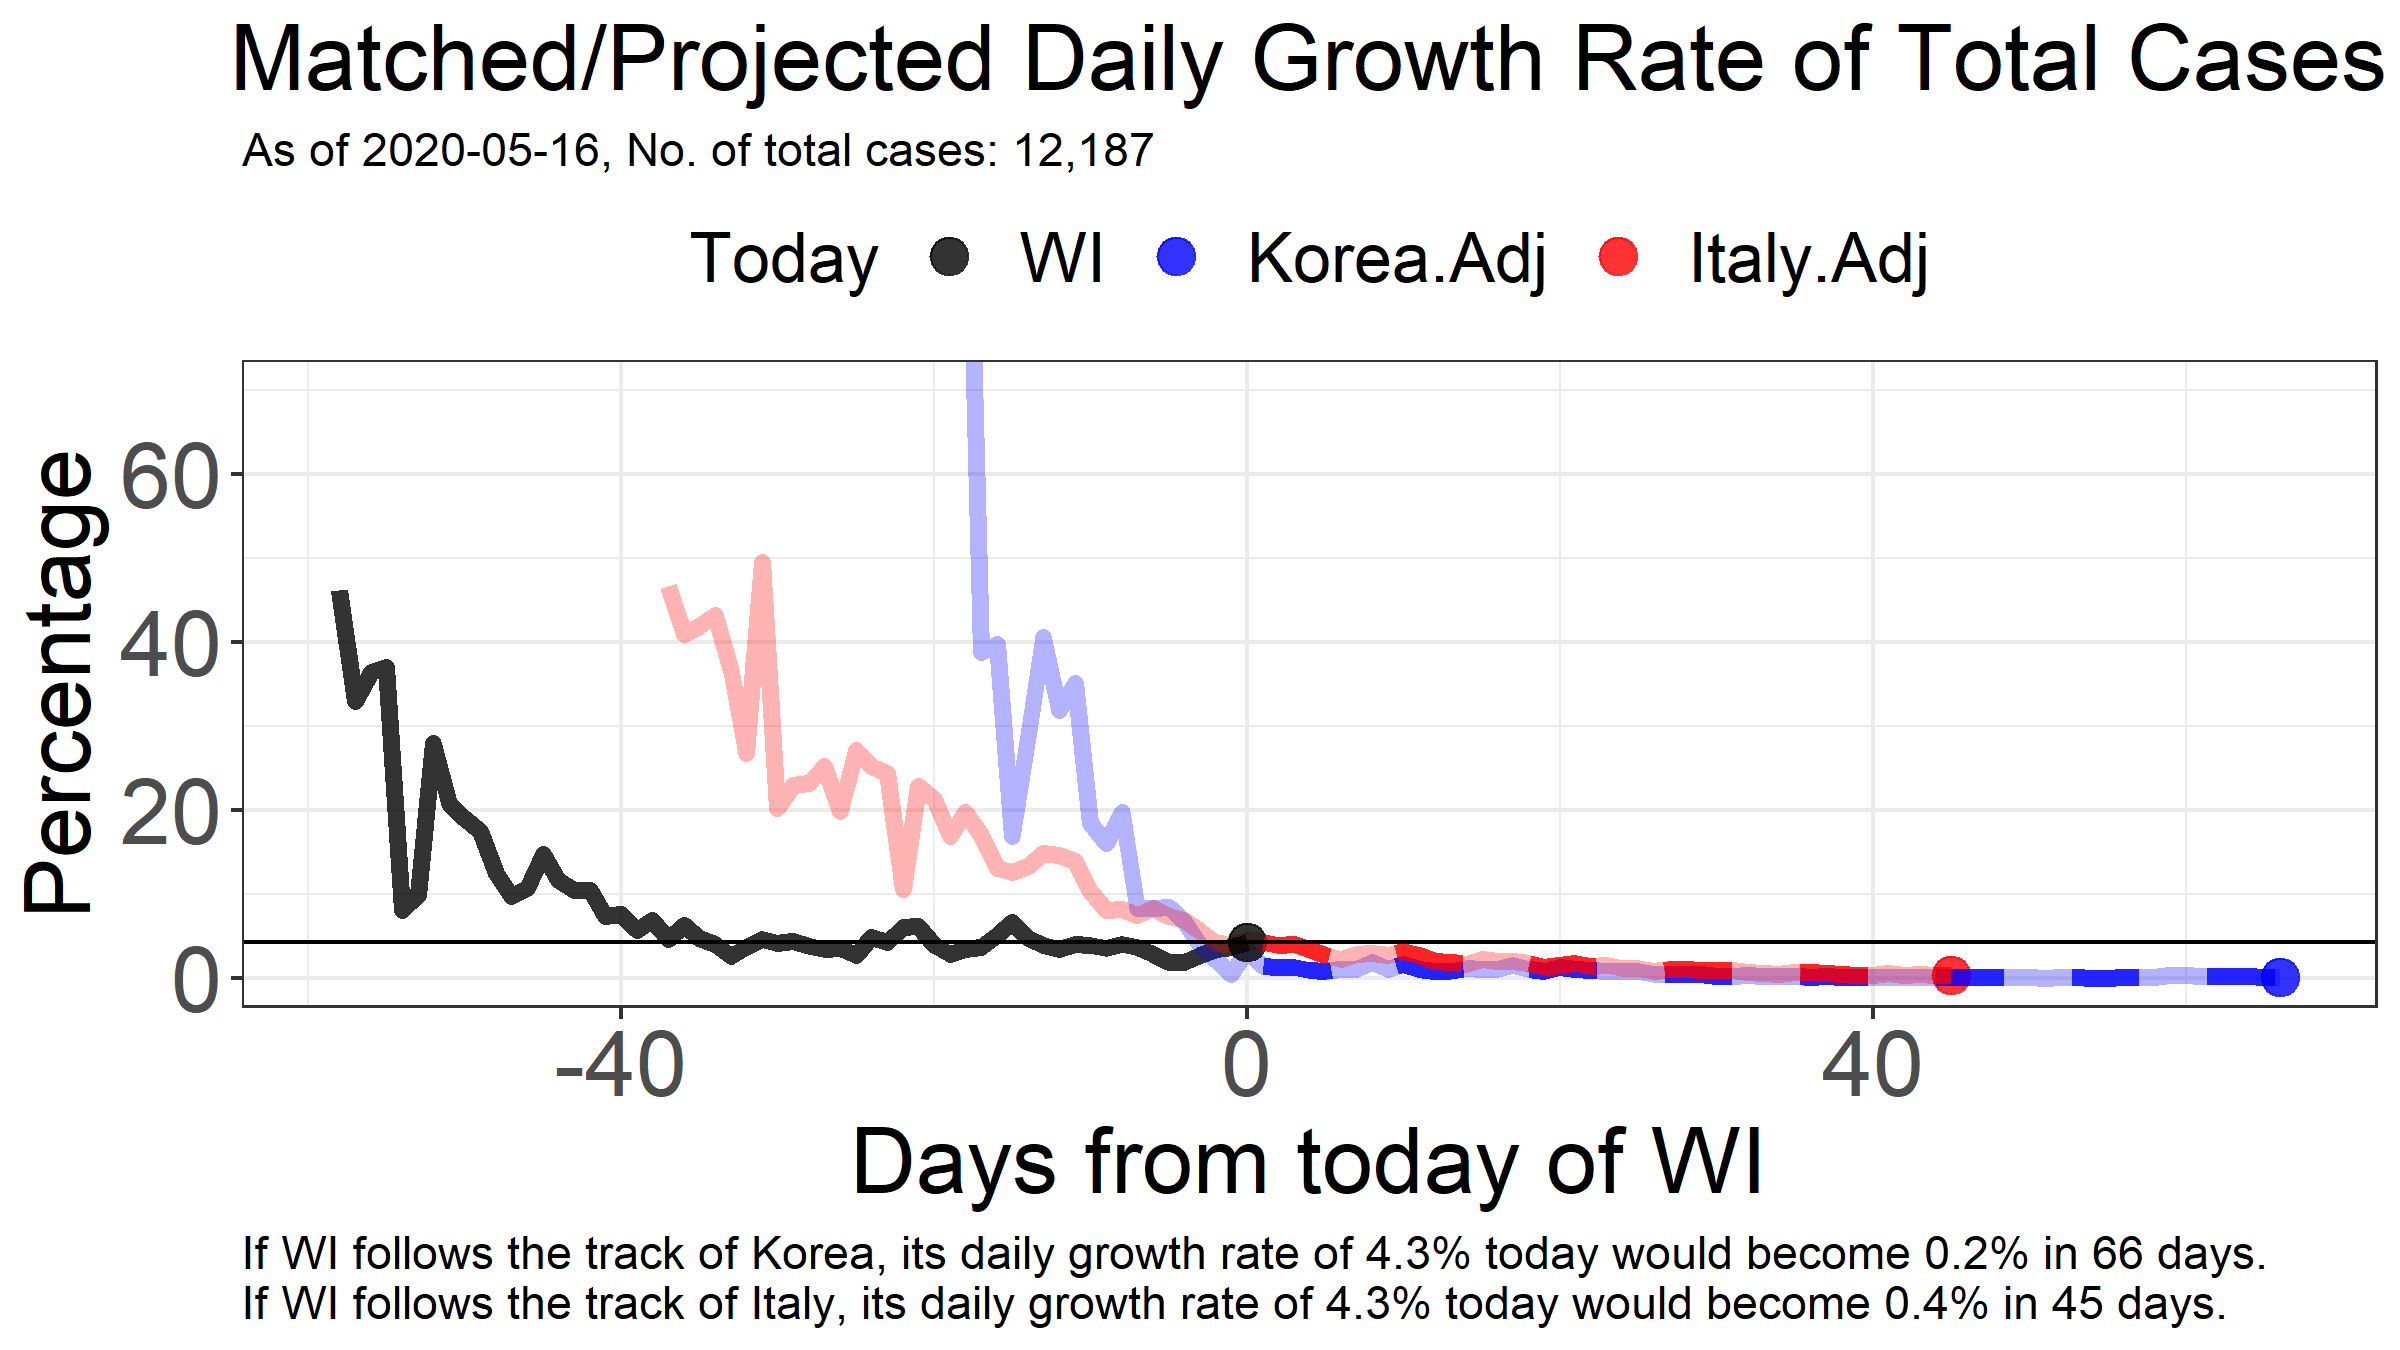 Matched/Projected Daily Growth Rate of Total Cases
As of 2020-05-16, No. of total cases: 12,187
Today WI Korea.Adj Italy.Adj
Percentage
60
40
20
0
-40 0 40
Days from today of WI
If WI follows the track of Korea, its daily growth rate of 4.3% today would become 0.2% in 66 days.
If WI follows the track of Italy, its daily growth rate of 4.3% today would become 0.4% in 45 days.